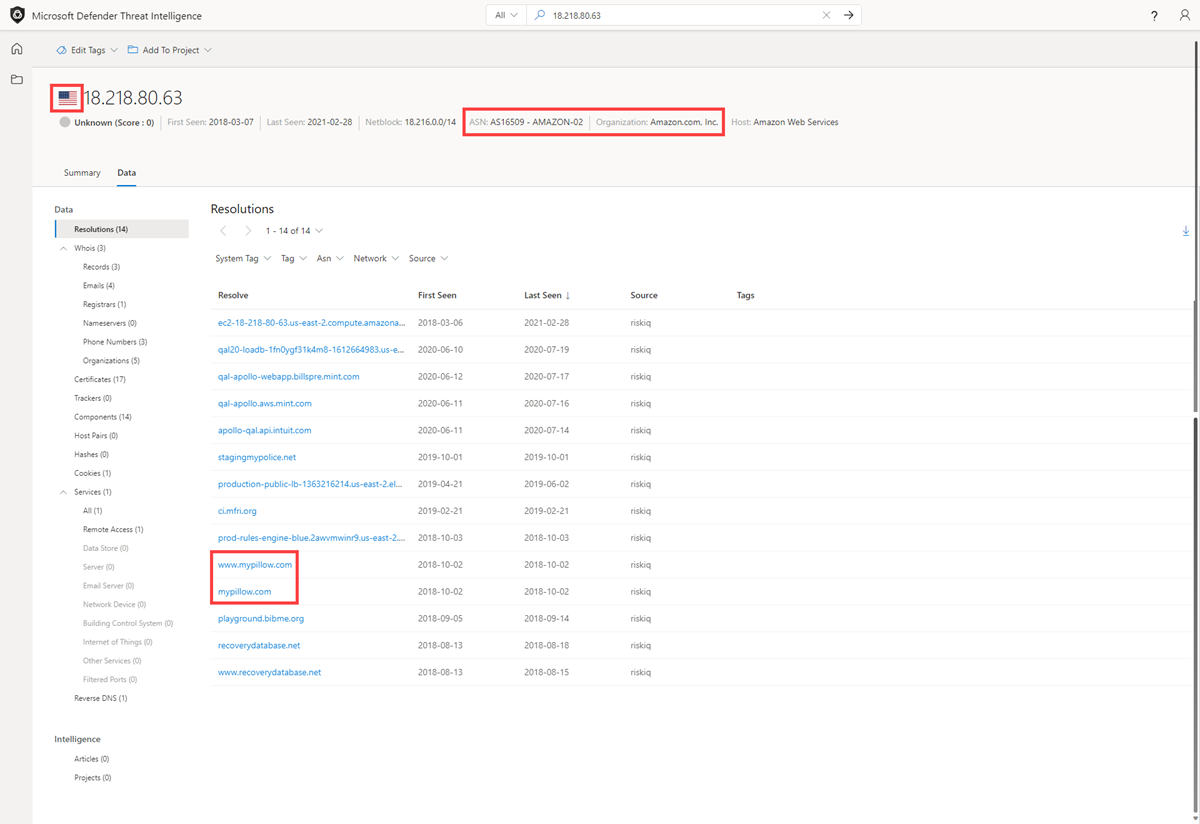 Microsoft Defender Threat Intelligence
All
18.218.80.63
?
Edit Tags
Add To Project
18.218.80.63
Unknown (Score : 0) First Seen: 2018-03-07 Last Seen: 2021-02-28 Netblock: 18.216.0.0/14 ASN: AS16509 - AMAZON-02 Organization: Amazon.com, Inc. Host: Amazon Web Services
Summary Data
Data
Resolutions (14)
Whois (3)
Records (3)
Emails (4)
Registrars (1)
Nameservers (0)
Phone Numbers (3)
Organizations (5)
Certificates (17)
Trackers (0)
Components (14)
Host Pairs (0)
Hashes (0)
Cookies (1)
Services (1)
All (1)
Remote Access (1)
Data Store (0)
Server (0)
Email Server (0)
Network Device (0)
Building Control System (0)
Internet of Things (0)
Other Services (0)
Filtered Ports (0)
Reverse DNS (1)
Intelligence
Articles (0)
Projects (0)
Resolutions
1 - 14 of 14
System Tag Tag Asn Network Source
Resolve First Seen Last Seen ↓ Source Tags
ec2-18-218-80-63.us-east-2.compute.amazona... 2018-03-06 2021-02-28 riskiq
qal20-loadb-1fn0ygf31k4m8-1612664983.us-e... 2020-06-10 2020-07-19 riskiq
qal-apollo-webapp.billspre.mint.com 2020-06-12 2020-07-17 riskiq
qal-apollo.aws.mint.com 2020-06-11 2020-07-16 riskiq
apollo-qal.api.intuit.com 2020-06-11 2020-07-14 riskiq
stagingmypolice.net 2019-10-01 2019-10-01 riskiq
production-public-lb-1363216214.us-east-2.el... 2019-04-21 2019-06-02 riskiq
ci.mfri.org 2019-02-21 2019-02-21 riskiq
prod-rules-engine-blue.2awvmwinr9.us-east-2.... 2018-10-03 2018-10-03 riskiq
www.mypillow.com 2018-10-02 2018-10-02 riskiq
mypillow.com 2018-10-02 2018-10-02 riskiq
playground.bibme.org 2018-09-05 2018-09-14 riskiq
recoverydatabase.net 2018-08-13 2018-08-18 riskiq
www.recoverydatabase.net 2018-08-13 2018-08-15 riskiq